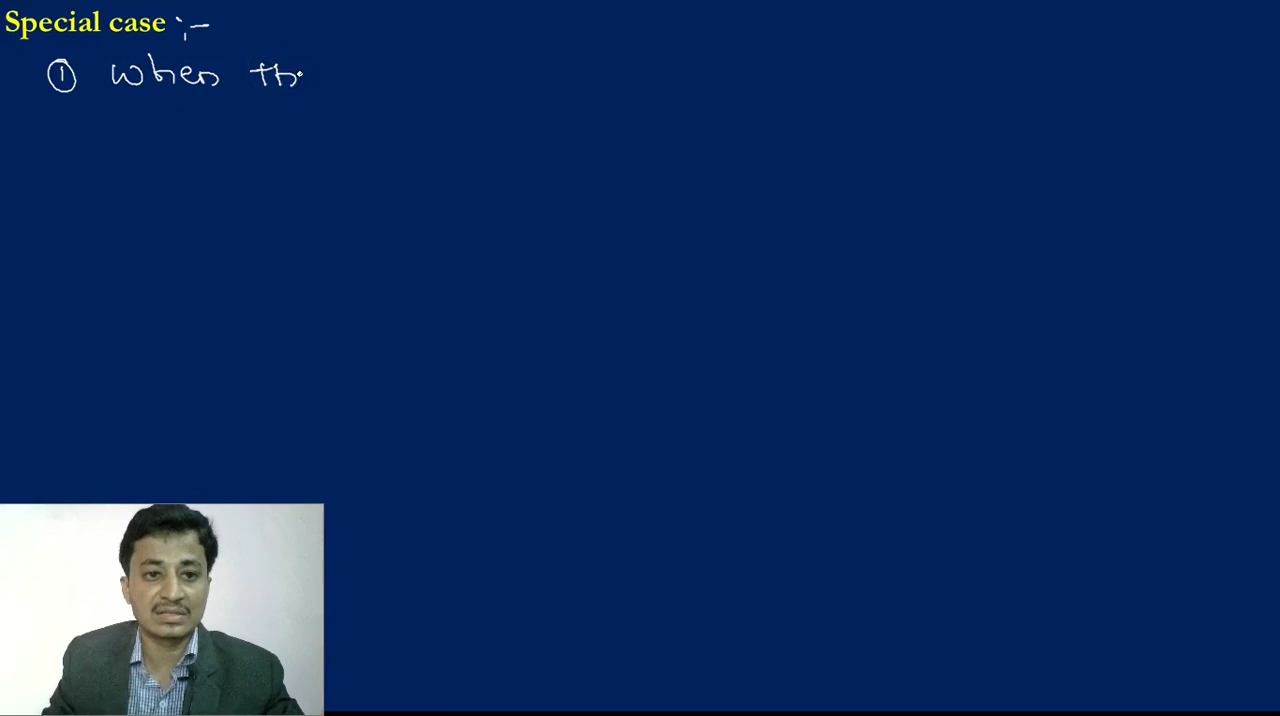 Special case :-
① When th